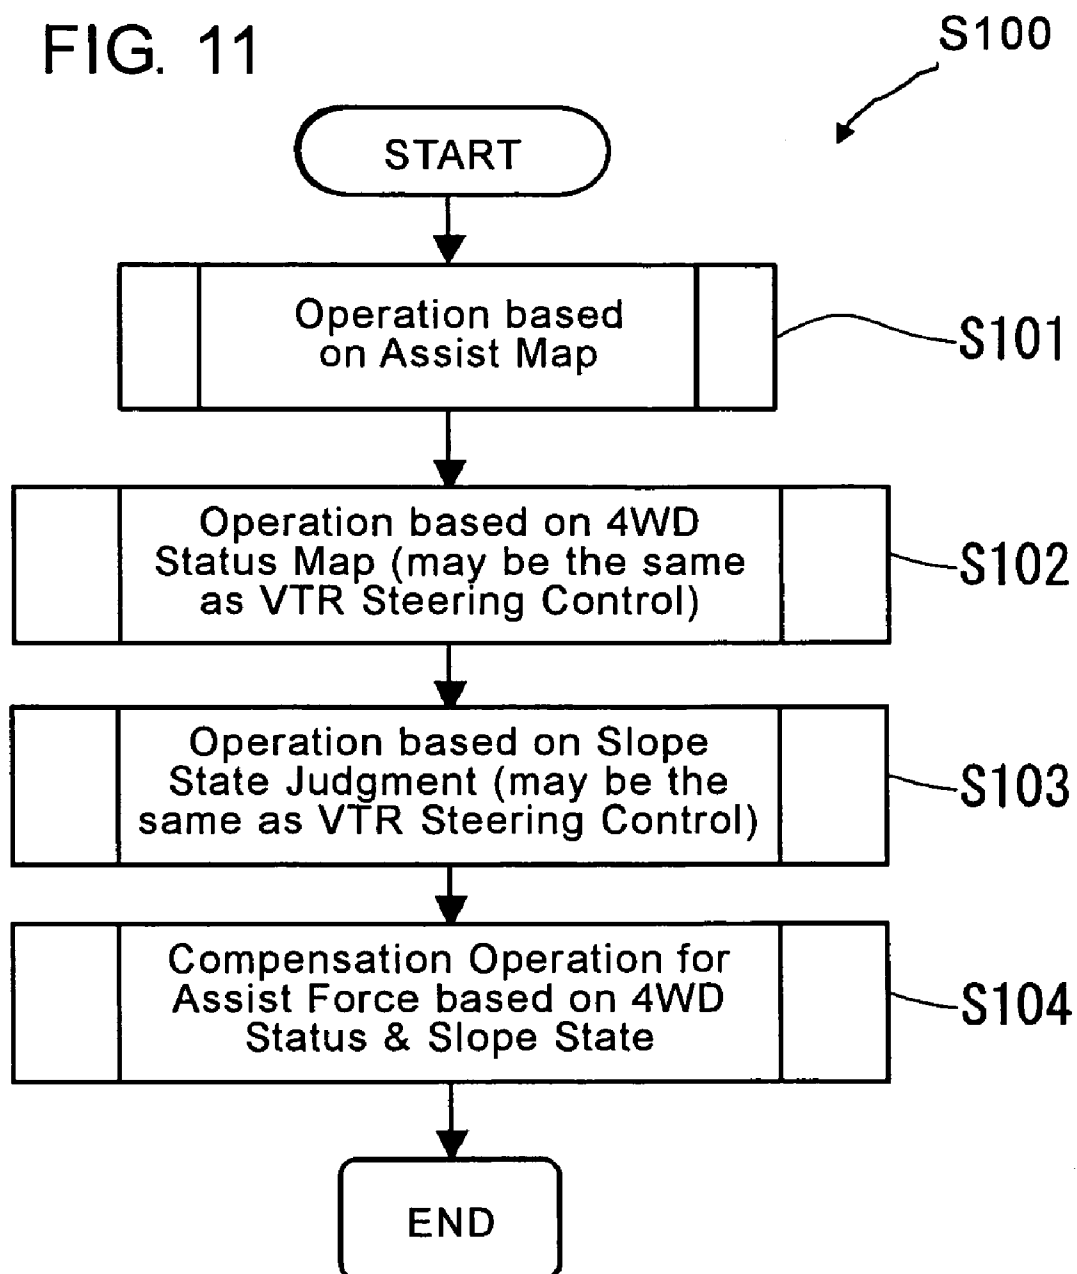 FIG. 11
S100
START
Operation based
on Assist Map
S101
Operation based on 4WD
Status Map (may be the same
as VTR Steering Control)
S102
Operation based on Slope
State Judgment (may be the
same as VTR Steering Control)
S103
Compensation Operation for
Assist Force based on 4WD
Status & Slope State
S104
END